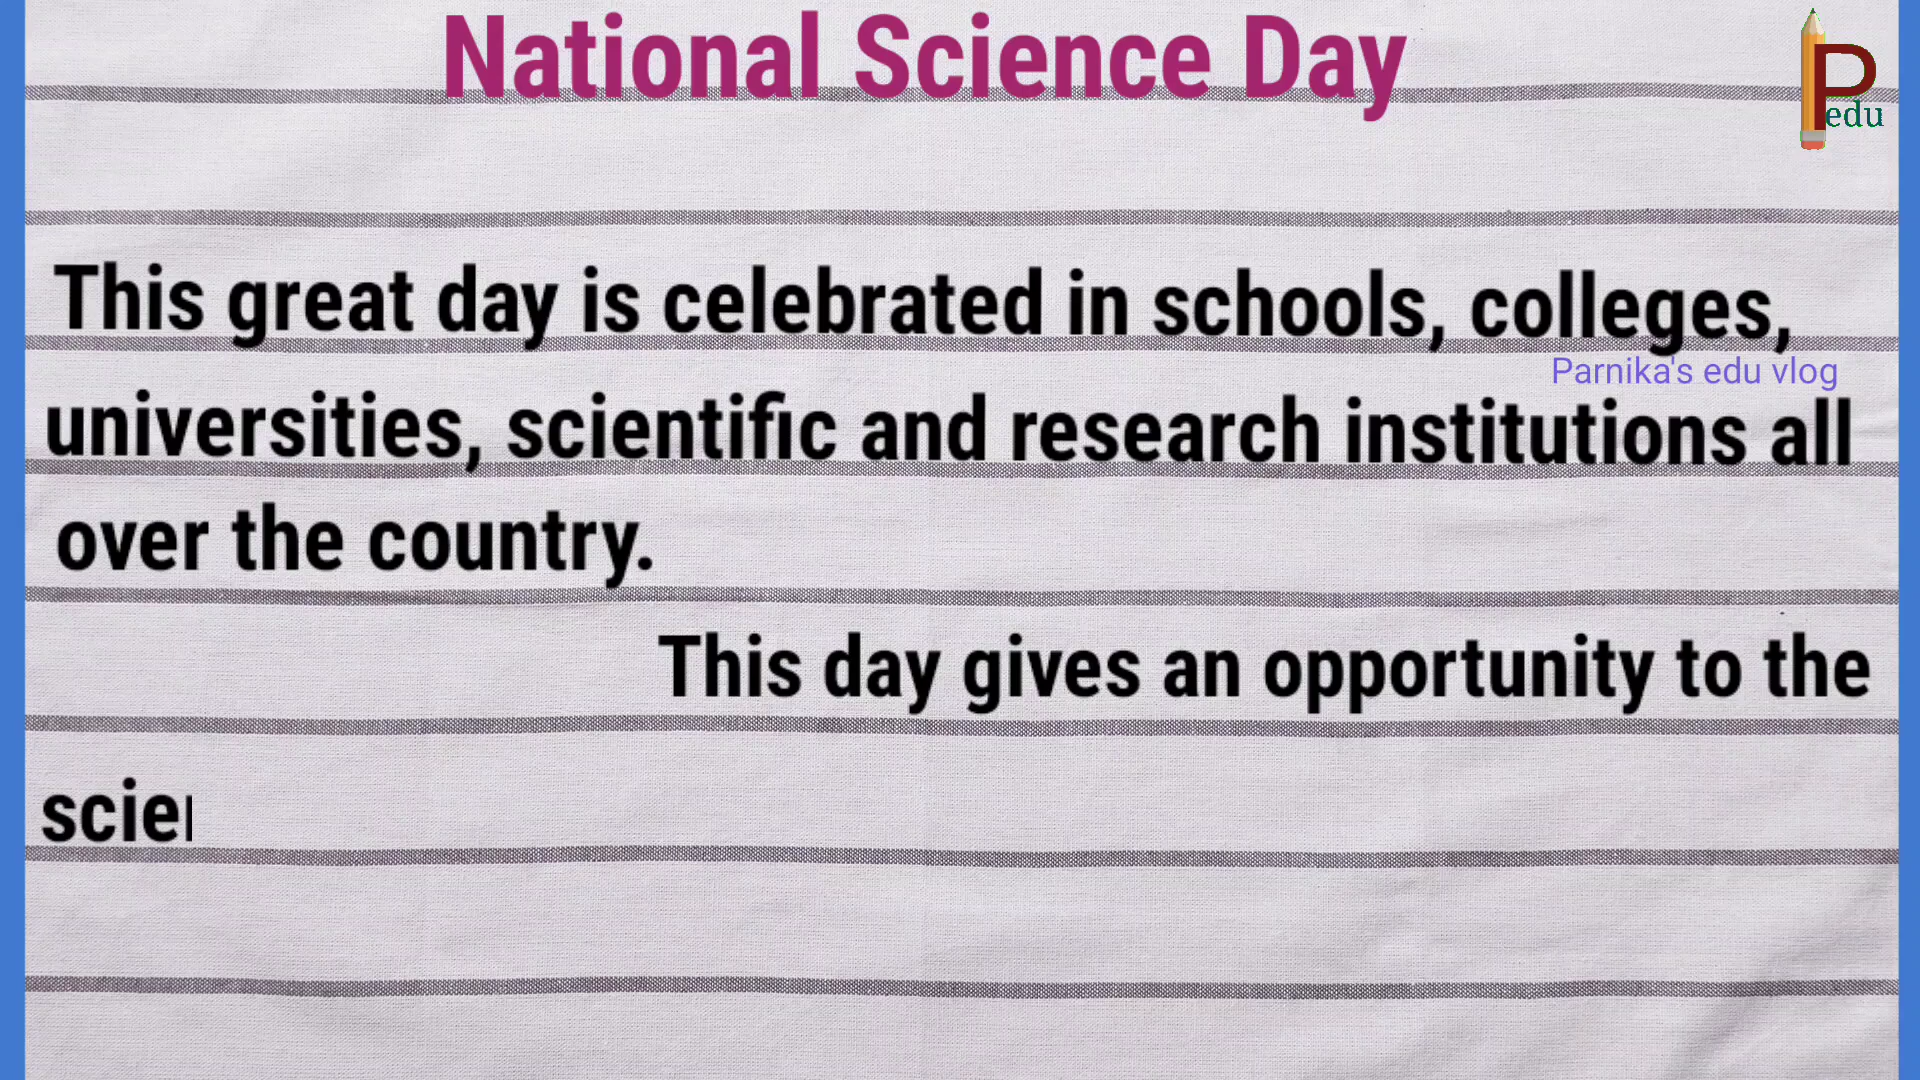 National Science Day
P
edu
This great day is celebrated in schools, colleges,
Parnika's edu vlog
universities, scientific and research institutions all
over the country.
This day gives an opportunity to the